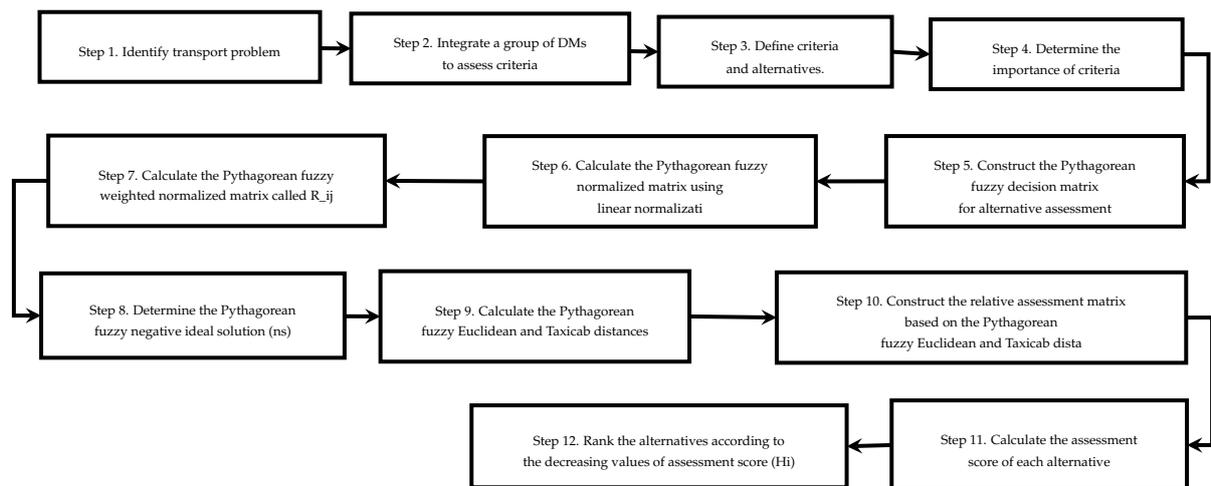 Step 1. Identify transport problem
Step 2. Integrate a group of DMs
to assess criteria
Step 3. Define criteria
and alternatives.
Step 4. Determine the
importance of criteria
Step 5. Construct the Pythagorean
fuzzy decision matrix
for alternative assessment
Step 6. Calculate the Pythagorean fuzzy
normalized matrix using
linear normalizati
Step 7. Calculate the Pythagorean fuzzy
weighted normalized matrix called R_ij
Step 8. Determine the Pythagorean
fuzzy negative ideal solution (ns)
Step 9. Calculate the Pythagorean
fuzzy Euclidean and Taxicab distances
Step 10. Construct the relative assessment matrix
based on the Pythagorean
fuzzy Euclidean and Taxicab dista
Step 11. Calculate the assessment
score of each alternative
Step 12. Rank the alternatives according to
the decreasing values of assessment score (Hi)